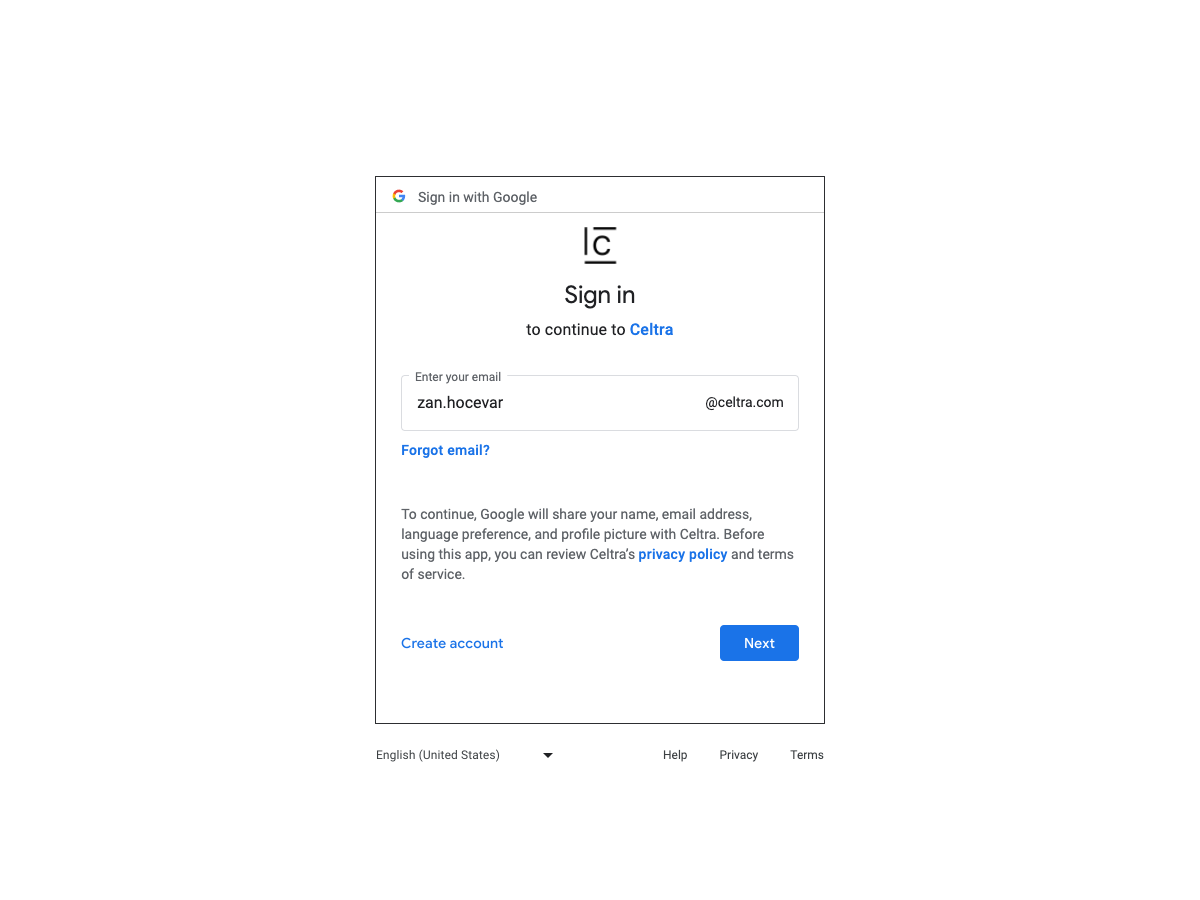 Sign in with Google
C
Sign in
to continue to Celtra
Enter your email
zan.hocevar @celtra.com
Forgot email?
To continue, Google will share your name, email address,
language preference, and profile picture with Celtra. Before
using this app, you can review Celtra’s privacy policy and terms
of service.
Create account Next
English (United States) Help Privacy Terms